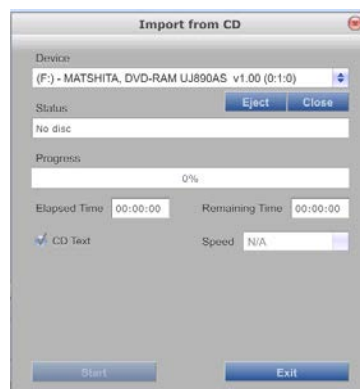 Import from CD
Device
(F:) - MATSHITA, DVD-RAM UJ890AS v1.00 (0:1:0)
Status
Eject
Close
No disc
Progress
0%
Elapsed Time 00:00:00 Remaining Time 00:00:00
CD Text Speed N/A
Start Exit